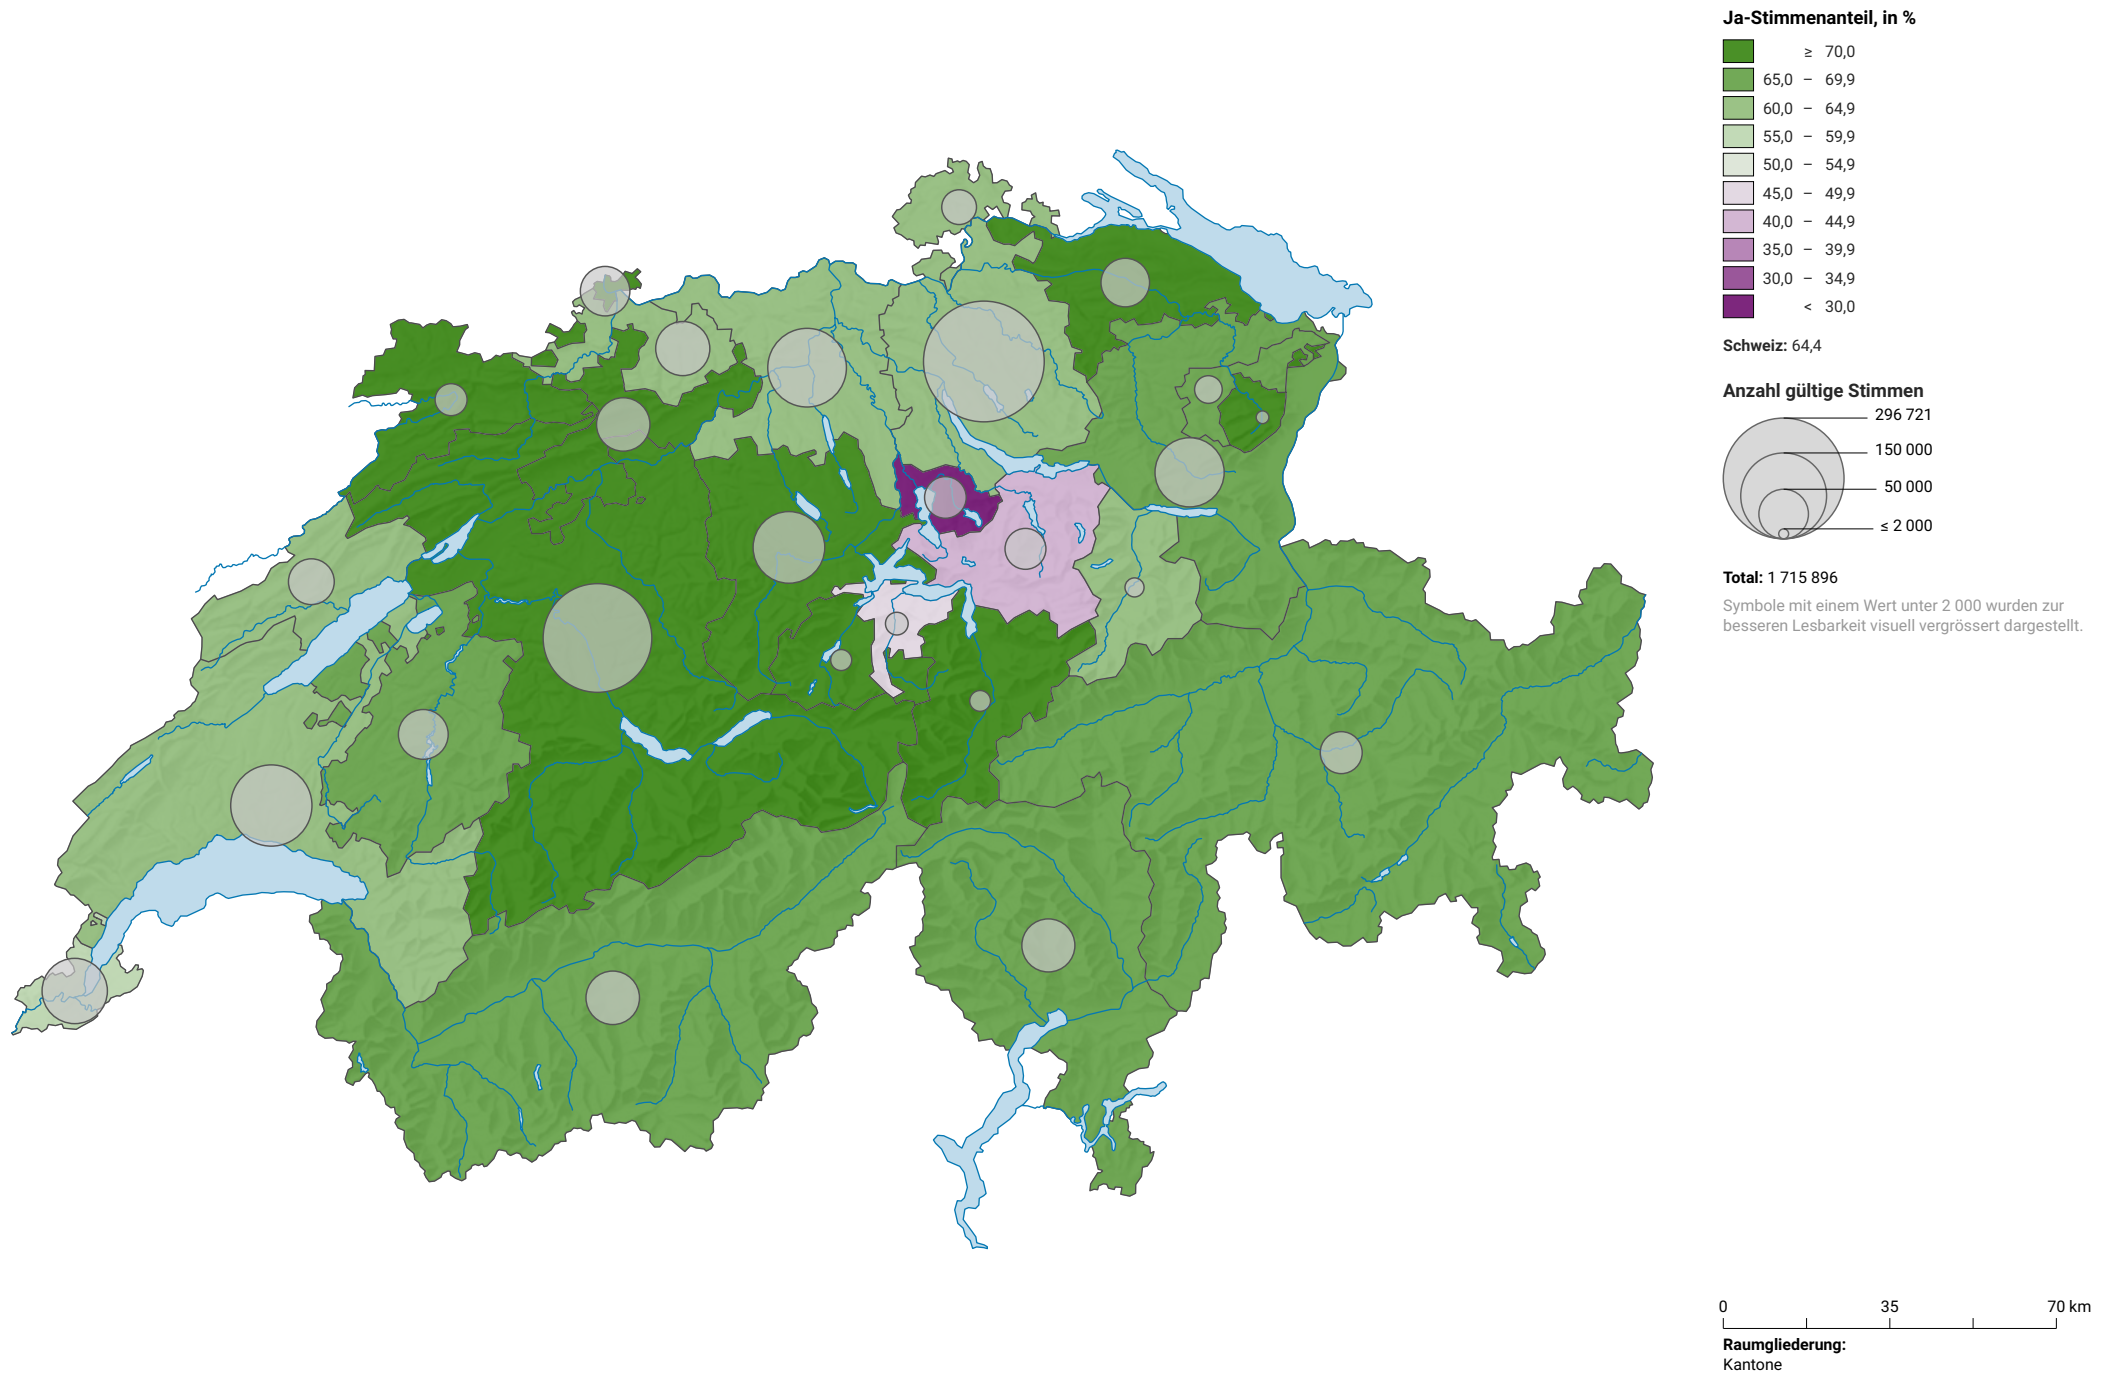 Ja-Stimmenanteil, in %
≥ 70,0
65,0 – 69,9
60,0 – 64,9
55,0 – 59,9
50,0 – 54,9
45,0 – 49,9
40,0 – 44,9
35,0 – 39,9
30,0 – 34,9
< 30,0
Schweiz: 64,4
Anzahl gültige Stimmen
296 721
150 000
50 000
≤ 2 000
Total: 1 715 896
Symbole mit einem Wert unter 2 000 wurden zur
besseren Lesbarkeit visuell vergrössert dargestellt.
0 35 70 km
Raumgliederung:
Kantone